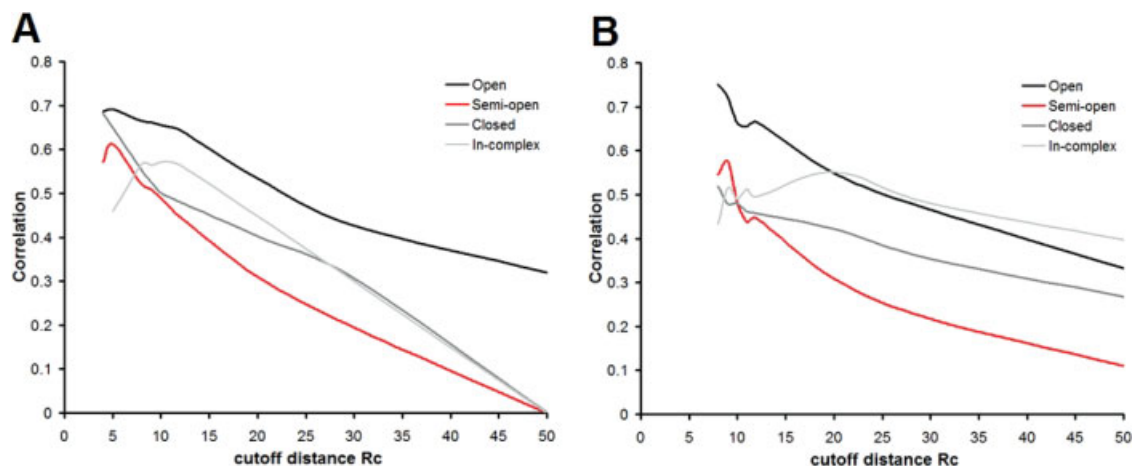 A
0.8
0.7
0.6
0.5
0.4
0.3
0.2
0.1
0
Correlation
0 5 10 15 20 25 30 35 40 45 50
cutoff distance Rc
Open
Semi-open
Closed
In-complex
B
0.8
0.7
0.6
0.5
0.4
0.3
0.2
0.1
0
Correlation
0 5 10 15 20 25 30 35 40 45 50
cutoff distance Rc
Open
Semi-open
Closed
In-complex